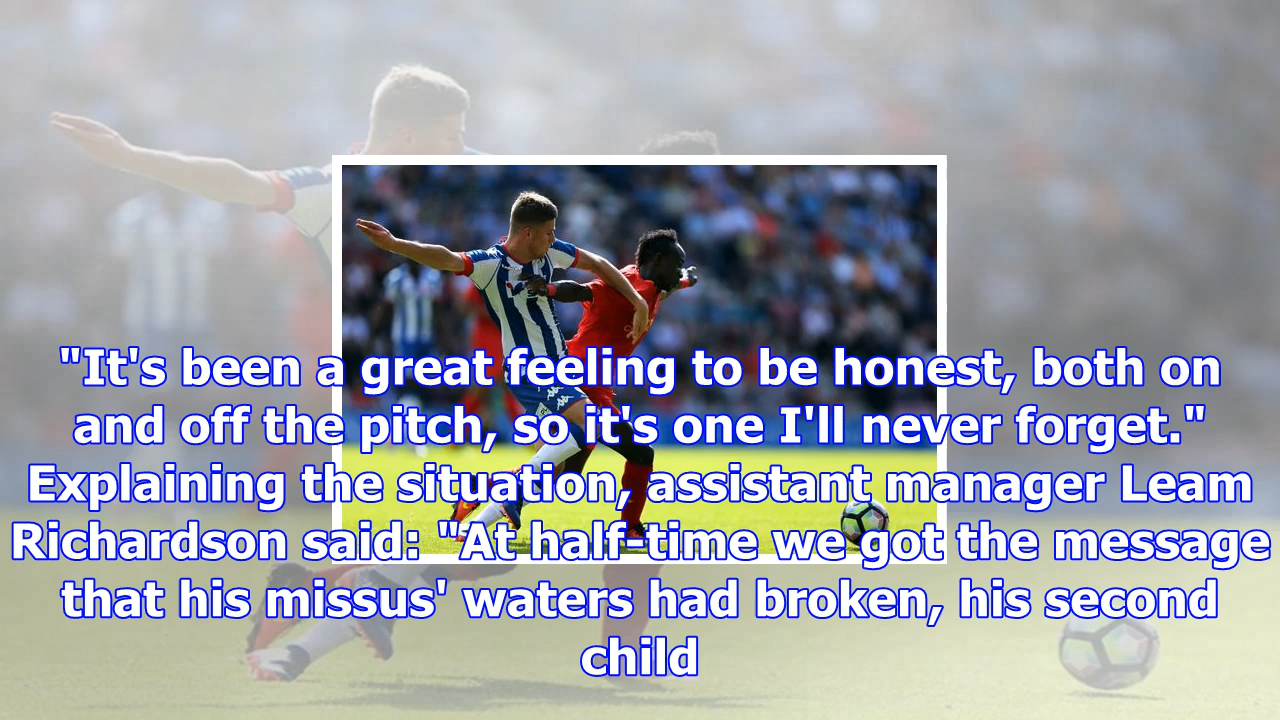 "It's been a great feeling to be honest, both on
and off the pitch, so it's one I'll never forget."
Explaining the situation, assistant manager Leam
Richardson said: "At half-time we got the message
that his missus' waters had broken, his second
child